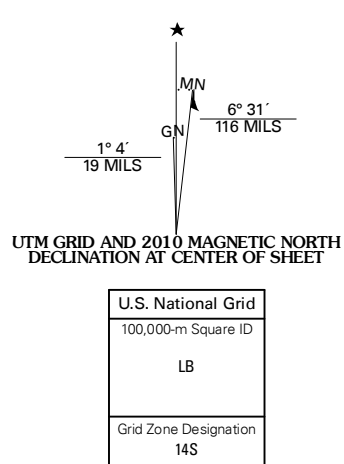 MN
GN
6° 31´
116 MILS
1° 4´
19 MILS
UTM GRID AND 2010 MAGNETIC NORTH
DECLINATION AT CENTER OF SHEET
U.S. National Grid
100,000-m Square ID
LB
Grid Zone Designation
14S